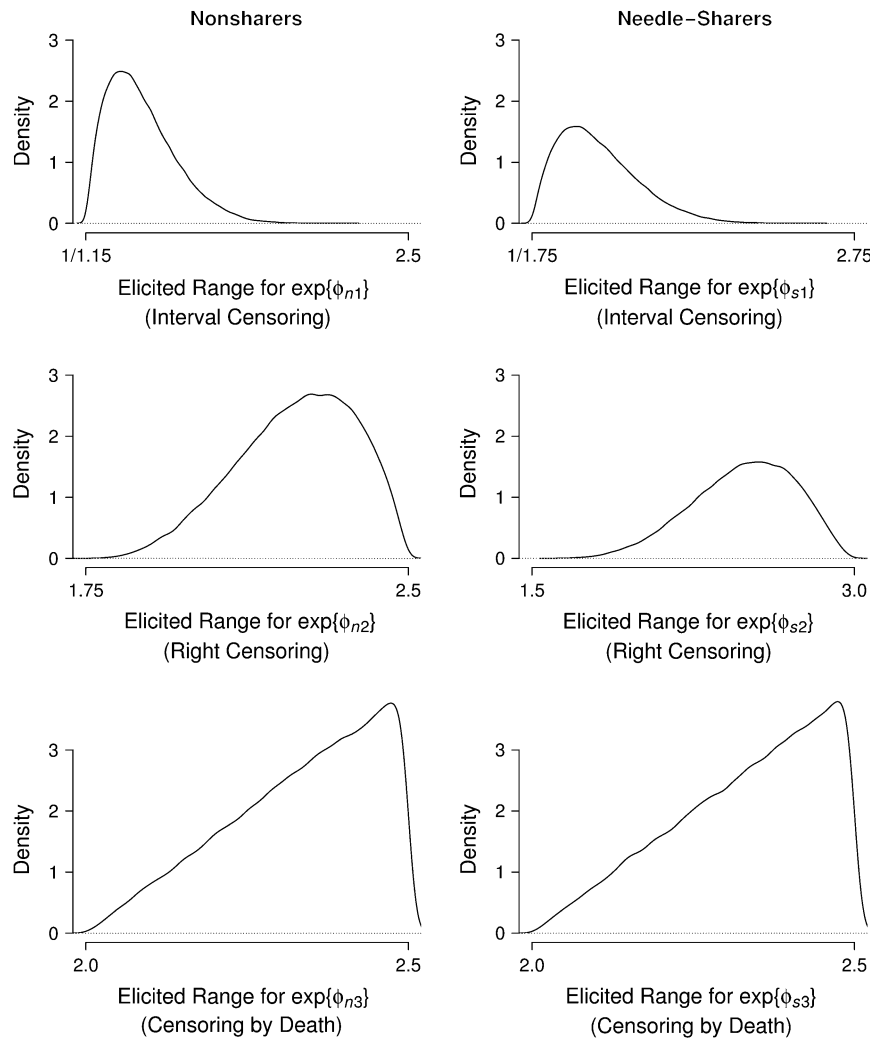 Nonsharers
Needle–Sharers
3
2
1
0
Density
1/1.15
2.5
Elicited Range for exp{ϕn1}
(Interval Censoring)
3
2
1
0
Density
1/1.75
2.75
Elicited Range for exp{ϕs1}
(Interval Censoring)
3
2
1
0
Density
1.75
2.5
Elicited Range for exp{ϕn2}
(Right Censoring)
3
2
1
0
Density
1.5
3.0
Elicited Range for exp{ϕs2}
(Right Censoring)
3
2
1
0
Density
2.0
2.5
Elicited Range for exp{ϕn3}
(Censoring by Death)
3
2
1
0
Density
2.0
2.5
Elicited Range for exp{ϕs3}
(Censoring by Death)